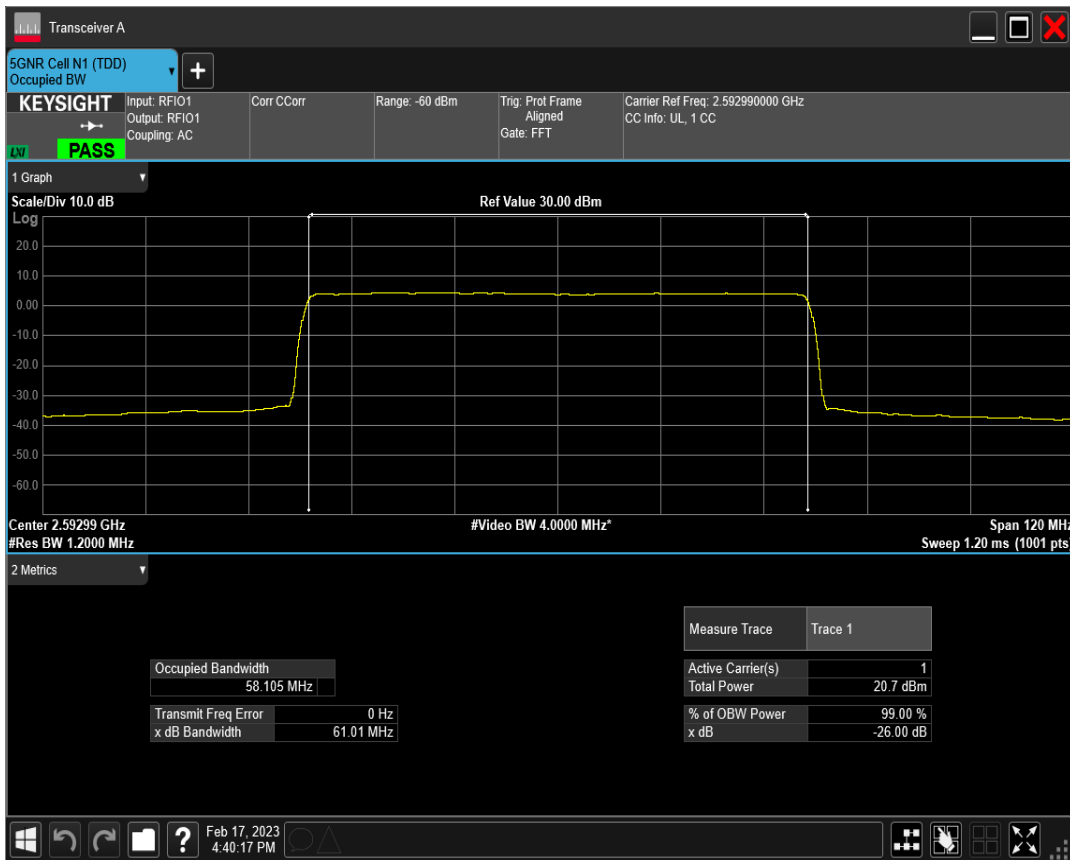 Transceiver A
5GNR Cell N1 (TDD)
Occupied BW
+
KEYSIGHT
LXI
PASS
Input: RFIO1
Output: RFIO1
Coupling: AC
Corr CCorr
Range: -60 dBm
Trig: Prot Frame
Aligned
Gate: FFT
Carrier Ref Freq: 2.592990000 GHz
CC Info: UL, 1 CC
1 Graph
Scale/Div 10.0 dB
Ref Value 30.00 dBm
Log
20.0
10.0
0.00
-10.0
-20.0
-30.0
-40.0
-50.0
-60.0
Center 2.59299 GHz
#Video BW 4.0000 MHz*
Span 120 MHz
#Res BW 1.2000 MHz
Sweep 1.20 ms (1001 pts)
2 Metrics
Measure Trace Trace 1
Occupied Bandwidth
58.105 MHz
Active Carrier(s) 1
Total Power 20.7 dBm
Transmit Freq Error 0 Hz
x dB Bandwidth 61.01 MHz
% of OBW Power 99.00 %
x dB -26.00 dB
?
Feb 17, 2023
4:40:17 PM